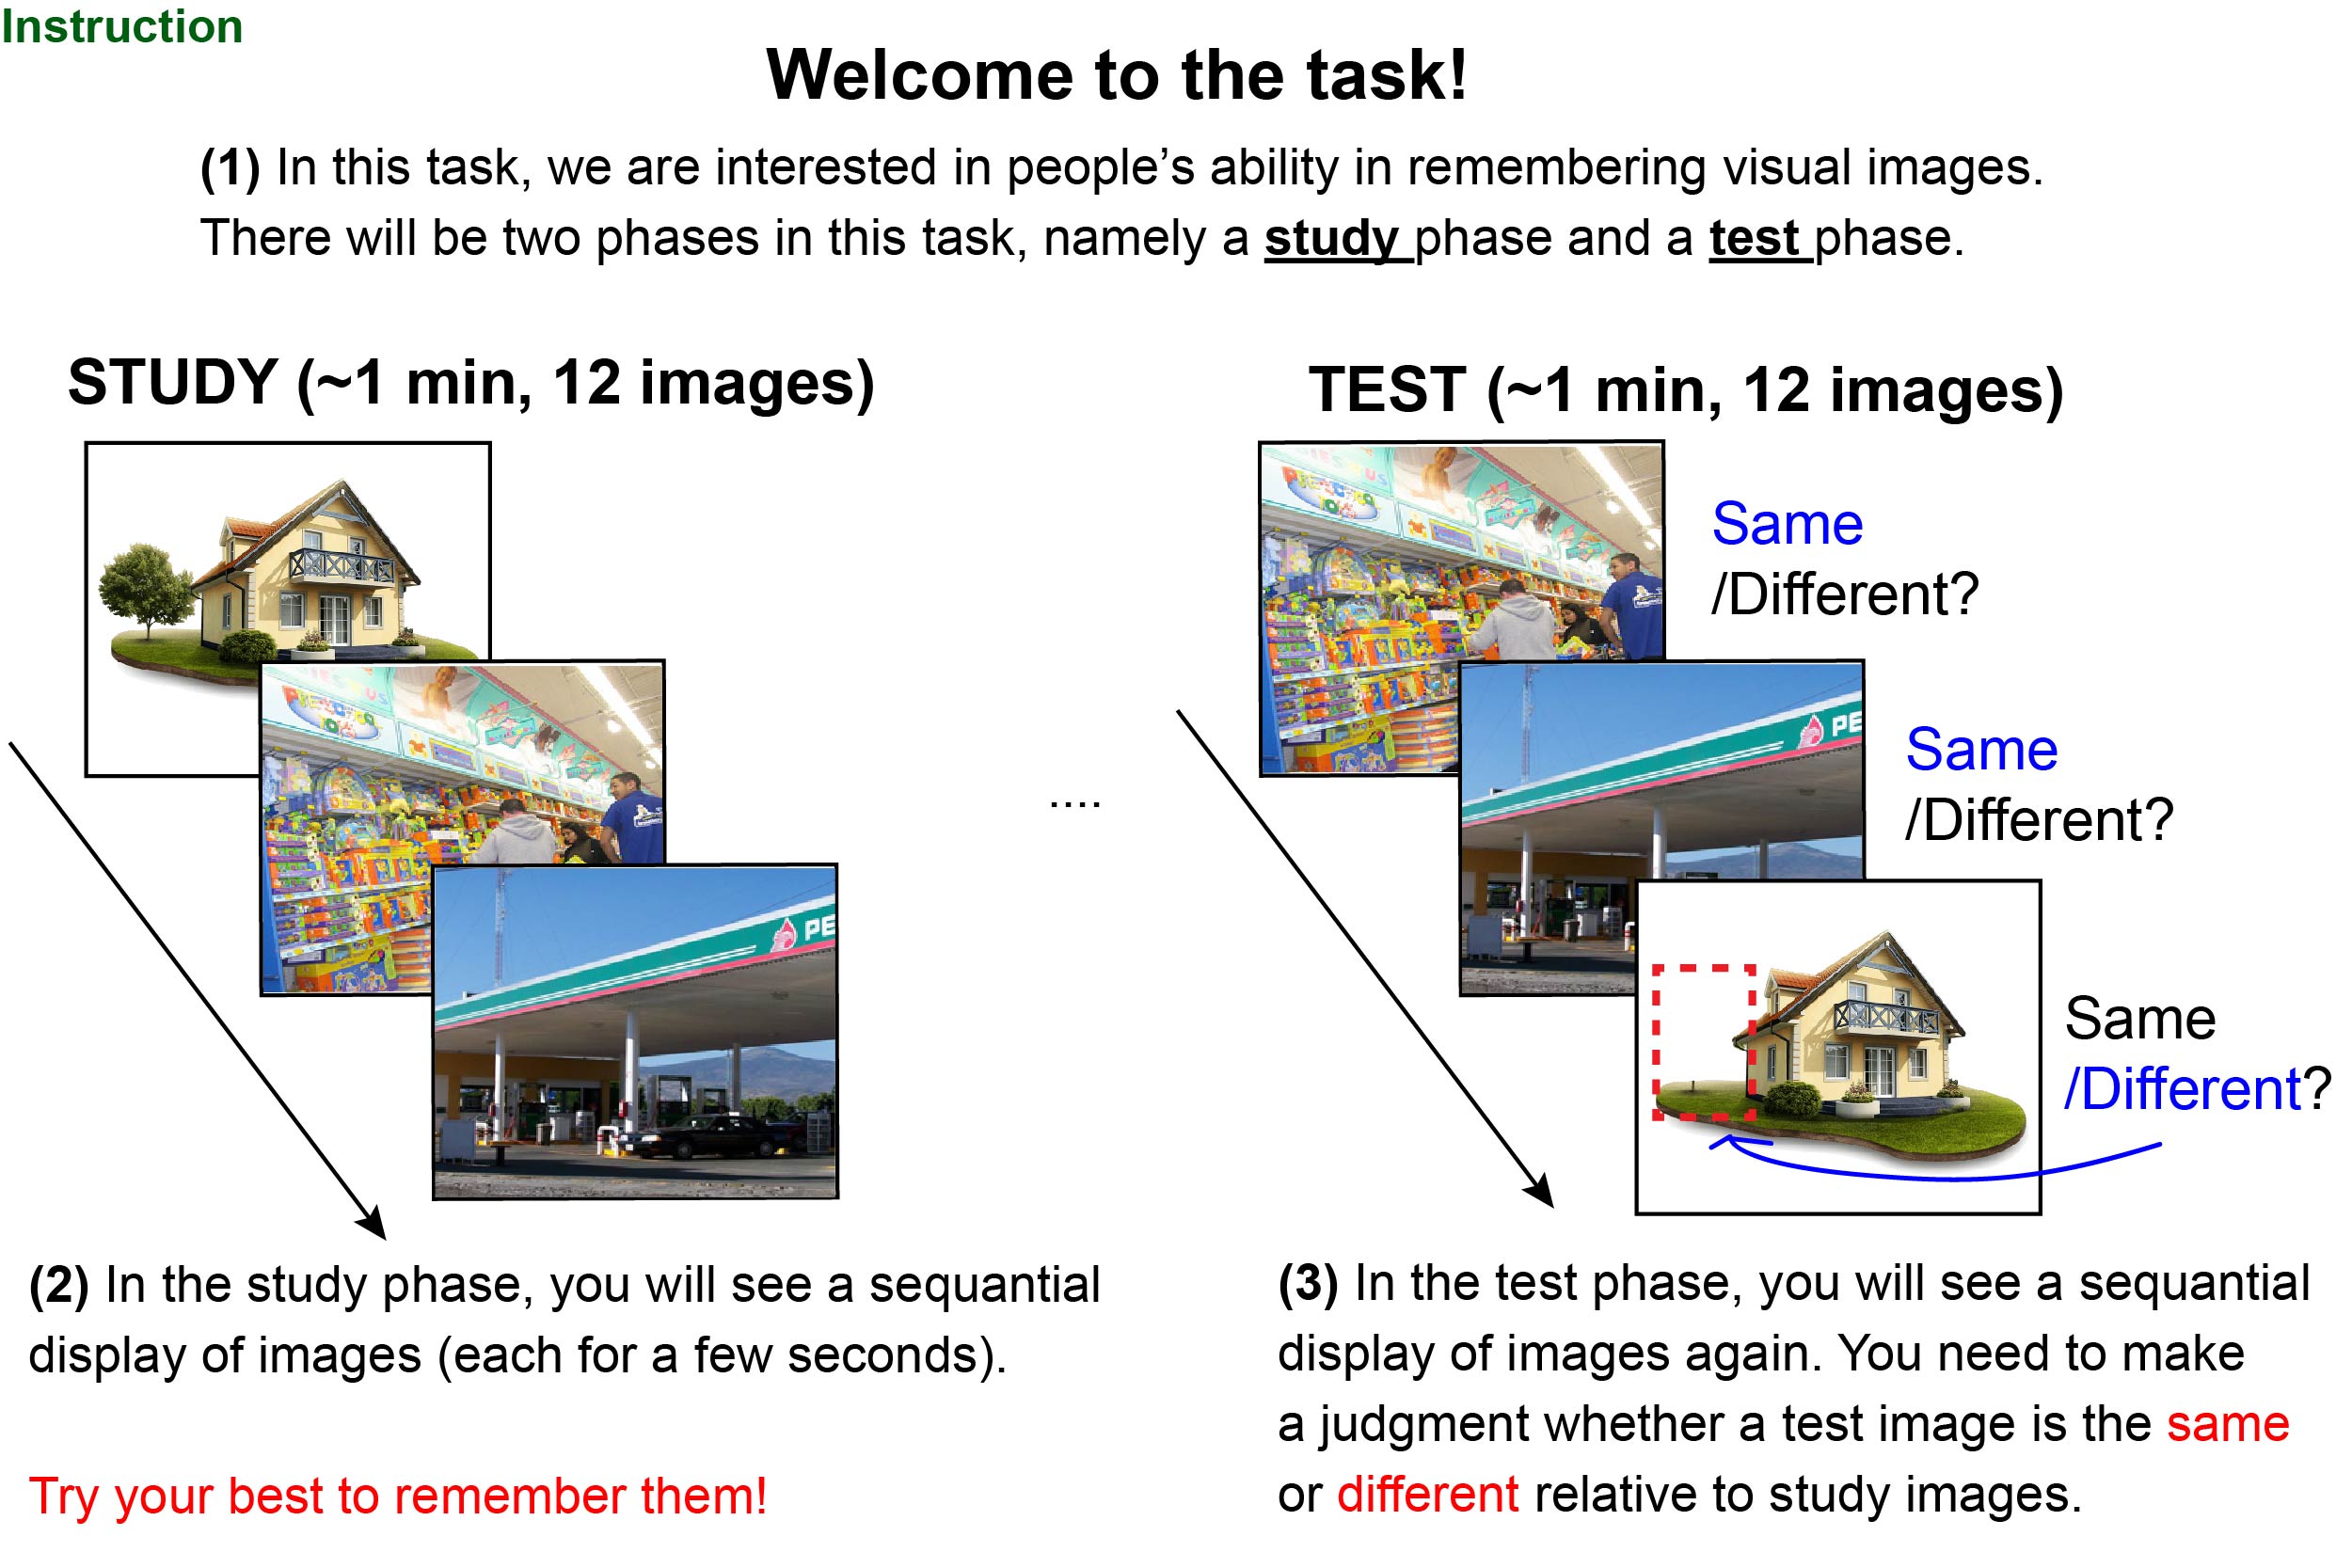 Instruction
Welcome to the task!
(1) In this task, we are interested in people’s ability in remembering visual images.
There will be two phases in this task, namely a study phase and a test phase.
STUDY (~1 min, 12 images)
PE
....
(2) In the study phase, you will see a sequantial
display of images (each for a few seconds).
Try your best to remember them!
TEST (~1 min, 12 images)
Same
/Different?
PE
Same
/Different?
Same
/Different?
(3) In the test phase, you will see a sequantial
display of images again. You need to make
a judgment whether a test image is the same
or different relative to study images.